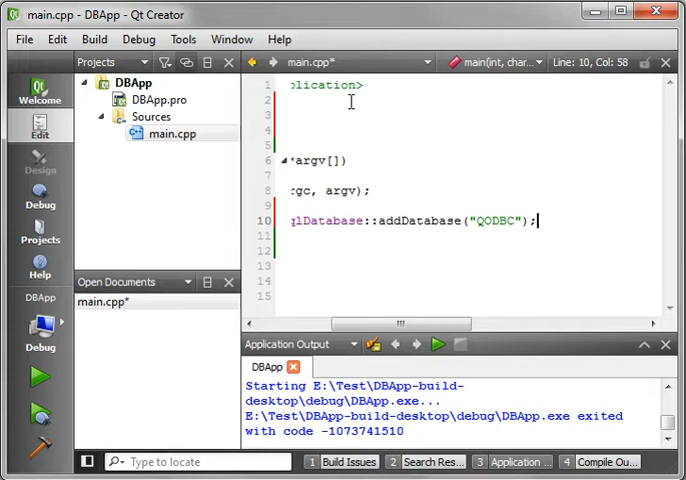 main.cpp - DBApp - Qt Creator
File Edit Build Debug Tools Window Help
Projects
main.cpp*
main(int, char...
Line: 10, Col: 58
Welcome
Edit
Design
Debug
Projects
Help
DBApp
Debug
DBApp
DBApp.pro
Sources
main.cpp
Open Documents
main.cpp*
1 plication>
2
3
4
5
6 *argv[])
7
8 gc, argv);
9
10 qlDatabase::addDatabase("QODBC");
11
12
13
14
15
Application Output
DBApp
Starting E:\Test\DBApp-build-
desktop\debug\DBApp.exe...
E:\Test\DBApp-build-desktop\debug\DBApp.exe exited
with code -1073741510
Type to locate
1 Build Issues
2 Search Res...
3 Application ...
4 Compile Ou...